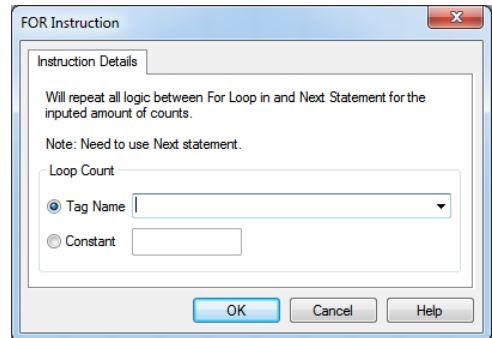 FOR Instruction
Instruction Details
Will repeat all logic between For Loop in and Next Statement for the
inputed amount of counts.
Note: Need to use Next statement.
Loop Count
Tag Name
Constant
OK Cancel Help